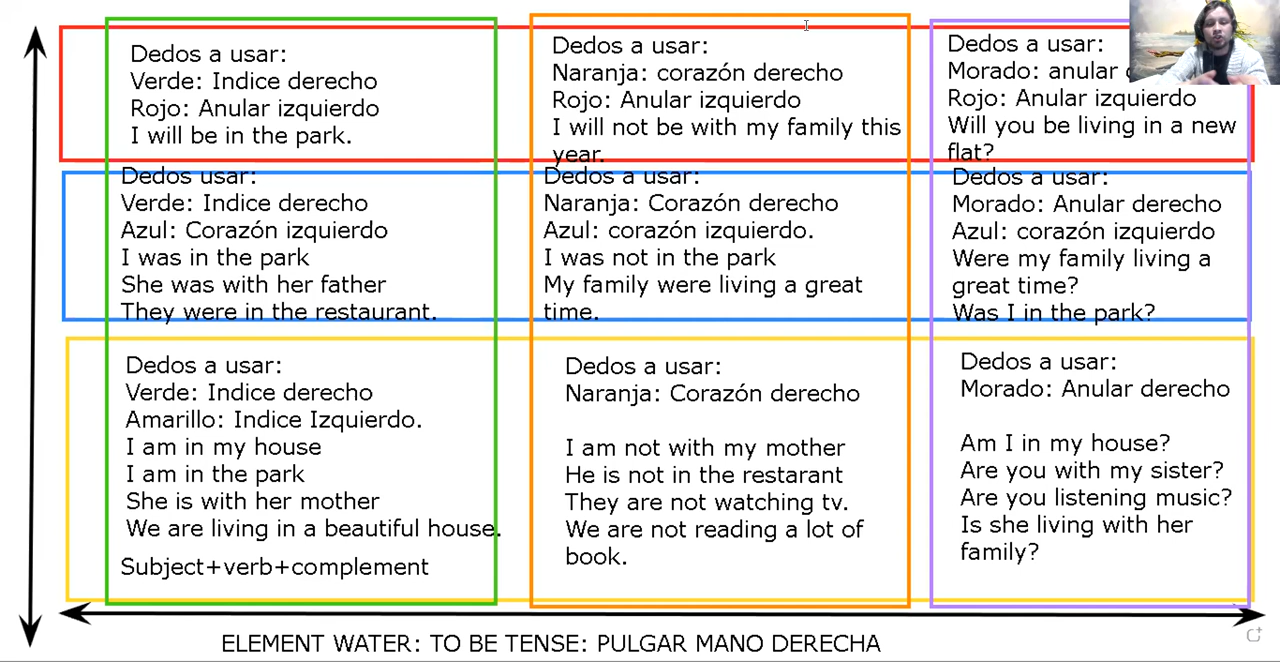 Dedos a usar:
Verde: Indice derecho
Rojo: Anular izquierdo
I will be in the park.
Dedos a usar:
Naranja: corazón derecho
Rojo: Anular izquierdo
I will not be with my family this
year.
Dedos a usar:
Morado: anular
Rojo: Anular izquierdo
Will you be living in a new
flat?
Dedos usar:
Verde: Indice derecho
Azul: Corazón izquierdo
I was in the park
She was with her father
They were in the restaurant.
Dedos a usar:
Naranja: Corazón derecho
Azul: corazón izquierdo.
I was not in the park
My family were living a great
time.
Dedos a usar:
Morado: Anular derecho
Azul: corazón izquierdo
Were my family living a
great time?
Was I in the park?
Dedos a usar:
Verde: Indice derecho
Amarillo: Indice Izquierdo.
I am in my house
I am in the park
She is with her mother
We are living in a beautiful house.
Subject+verb+complement
Dedos a usar:
Naranja: Corazón derecho
I am not with my mother
He is not in the restarant
They are not watching tv.
We are not reading a lot of
book.
Dedos a usar:
Morado: Anular derecho
Am I in my house?
Are you with my sister?
Are you listening music?
Is she living with her
family?
ELEMENT WATER: TO BE TENSE: PULGAR MANO DERECHA